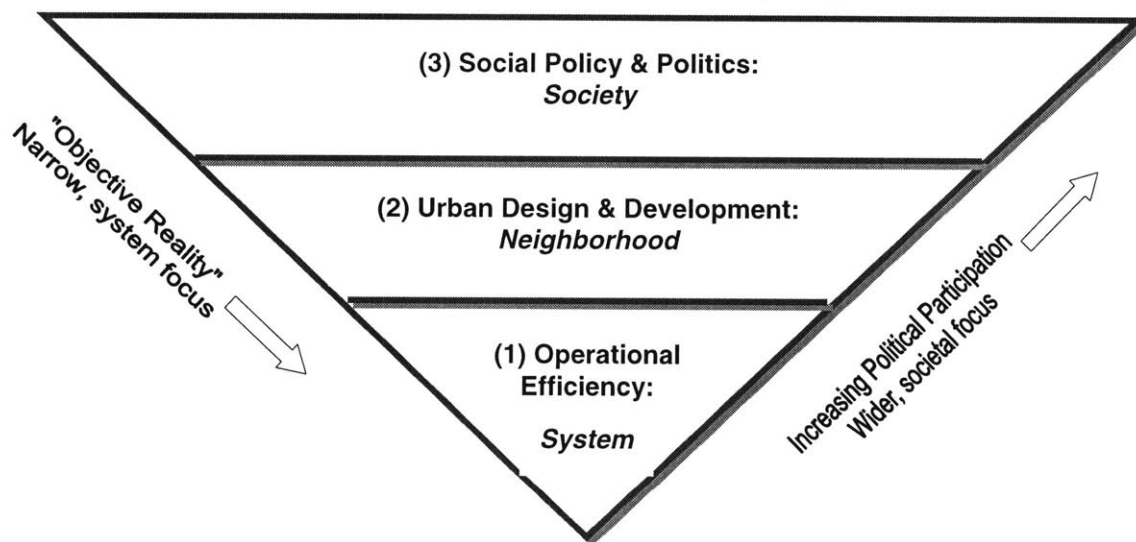 (3) Social Policy & Politics:
Society
"Objective Reality"
Narrow, system focus
(2) Urban Design & Development:
Neighborhood
(1) Operational
Efficiency:
System
Increasing Political Participation
Wider, societal focus